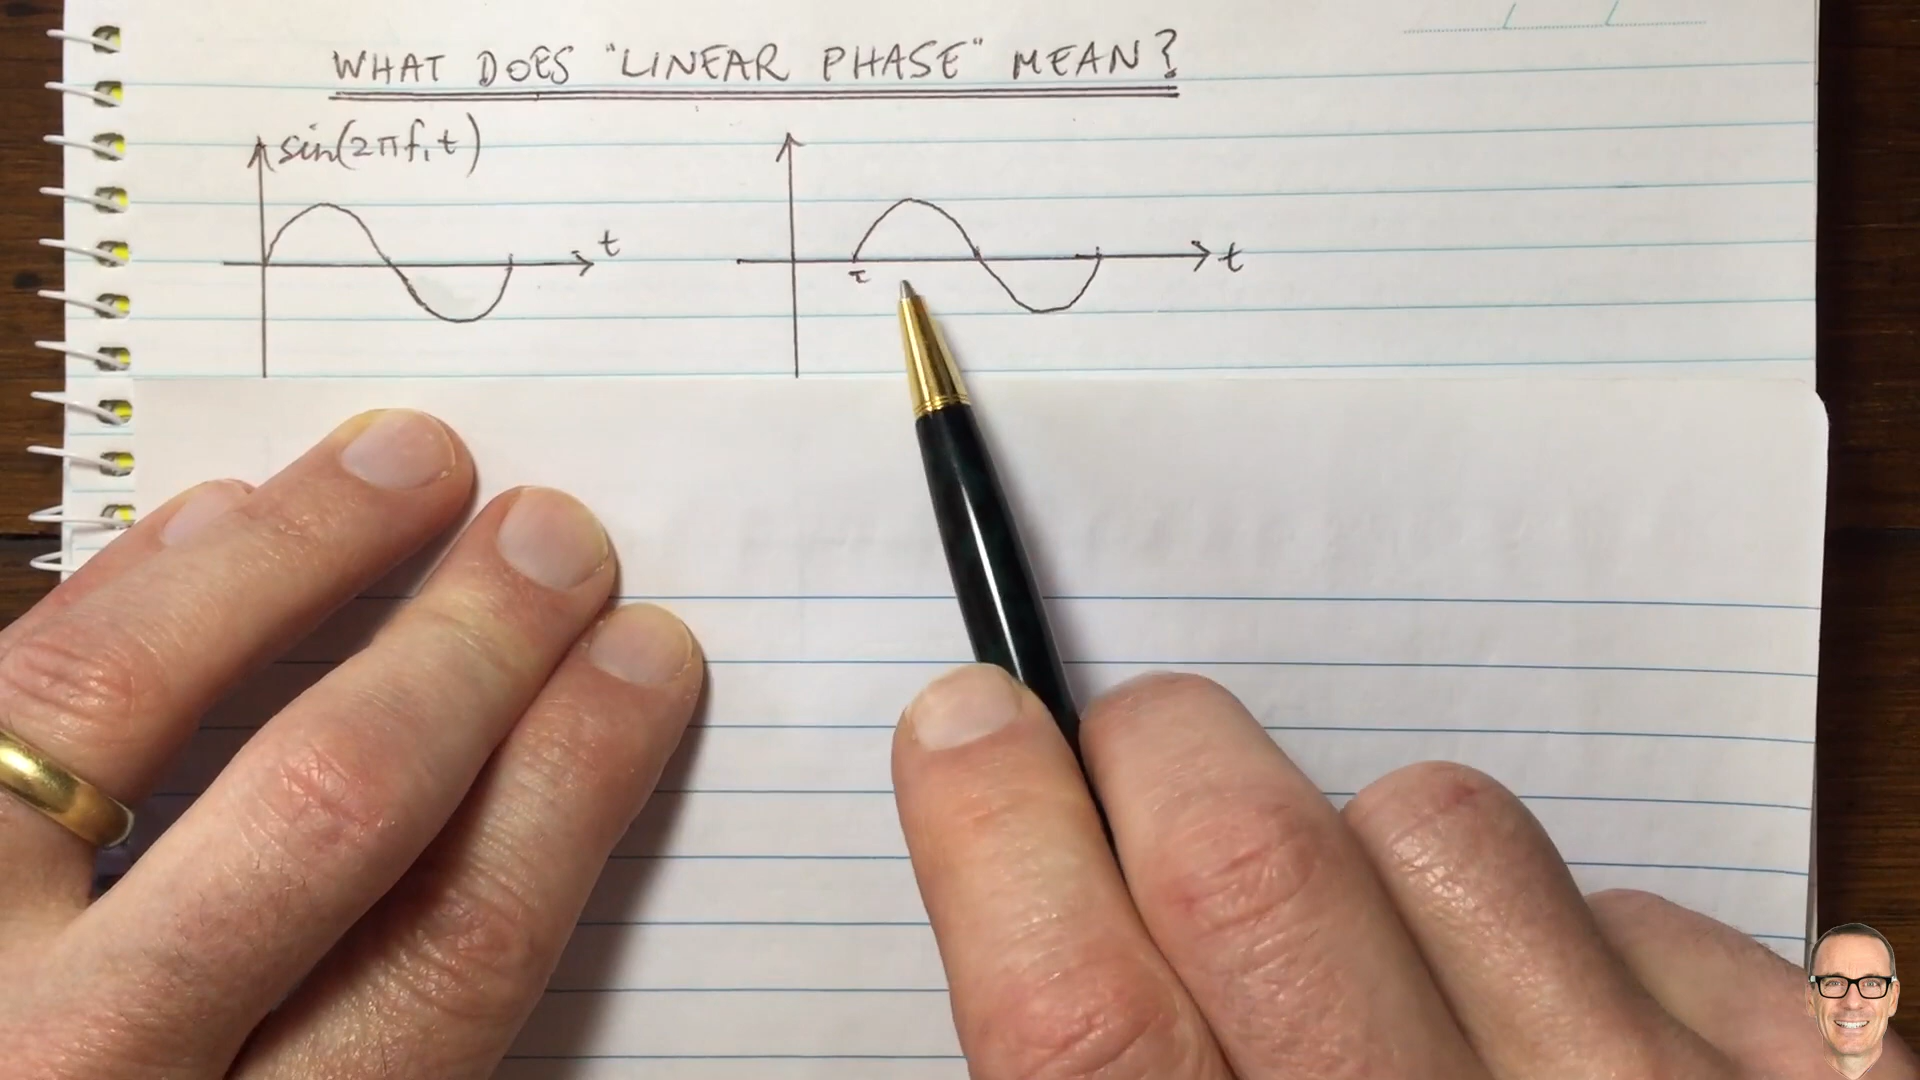 WHAT DOES "LINEAR PHASE" MEAN?
sin(2πf₁t)
t
τ
t